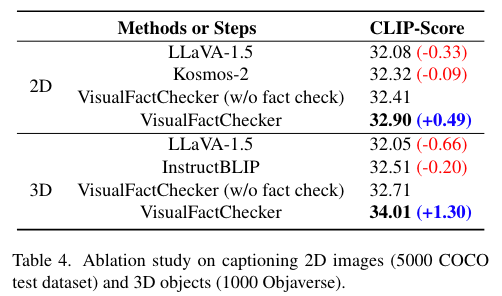 Methods or Steps CLIP-Score
LLaVA-1.5 32.08 (-0.33)
Kosmos-2 32.32 (-0.09)
2D
VisualFactChecker (w/o fact check) 32.41
VisualFactChecker 32.90 (+0.49)
LLaVA-1.5 32.05 (-0.66)
InstructBLIP 32.51 (-0.20)
3D
VisualFactChecker (w/o fact check) 32.71
VisualFactChecker 34.01 (+1.30)
Table 4. Ablation study on captioning 2D images (5000 COCO
test dataset) and 3D objects (1000 Objaverse).